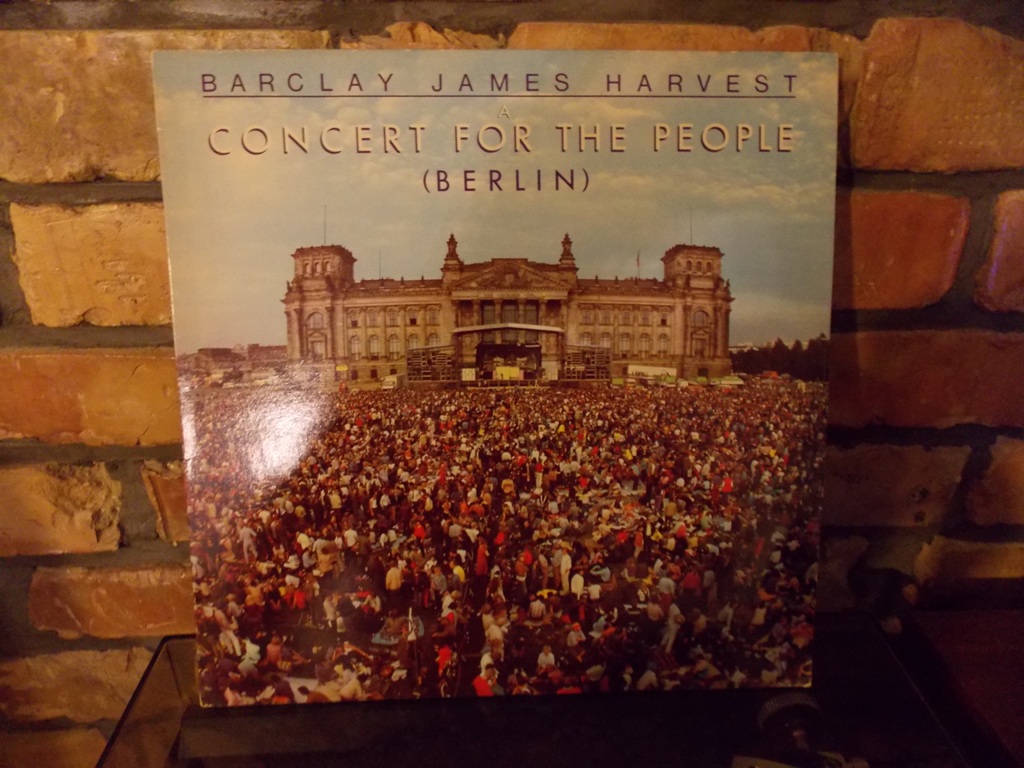 BARCLAY JAMES HARVEST
A
CONCERT FOR THE PEOPLE
(BERLIN)